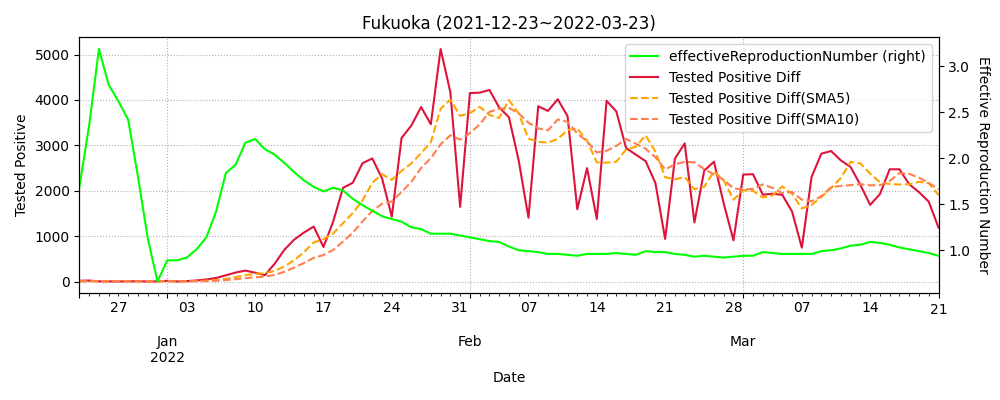 Fukuoka (2021-12-23~2022-03-23)
effectiveReproductionNumber (right)
Tested Positive Diff
Tested Positive Diff(SMA5)
Tested Positive Diff(SMA10)
Tested Positive
5000
4000
3000
2000
1000
0
3.0
2.5
2.0
1.5
1.0
Effective Reproduction Number
27 03 10 17 24 31 07 14 21 28 07 14 21
Jan Feb Mar
2022
Date